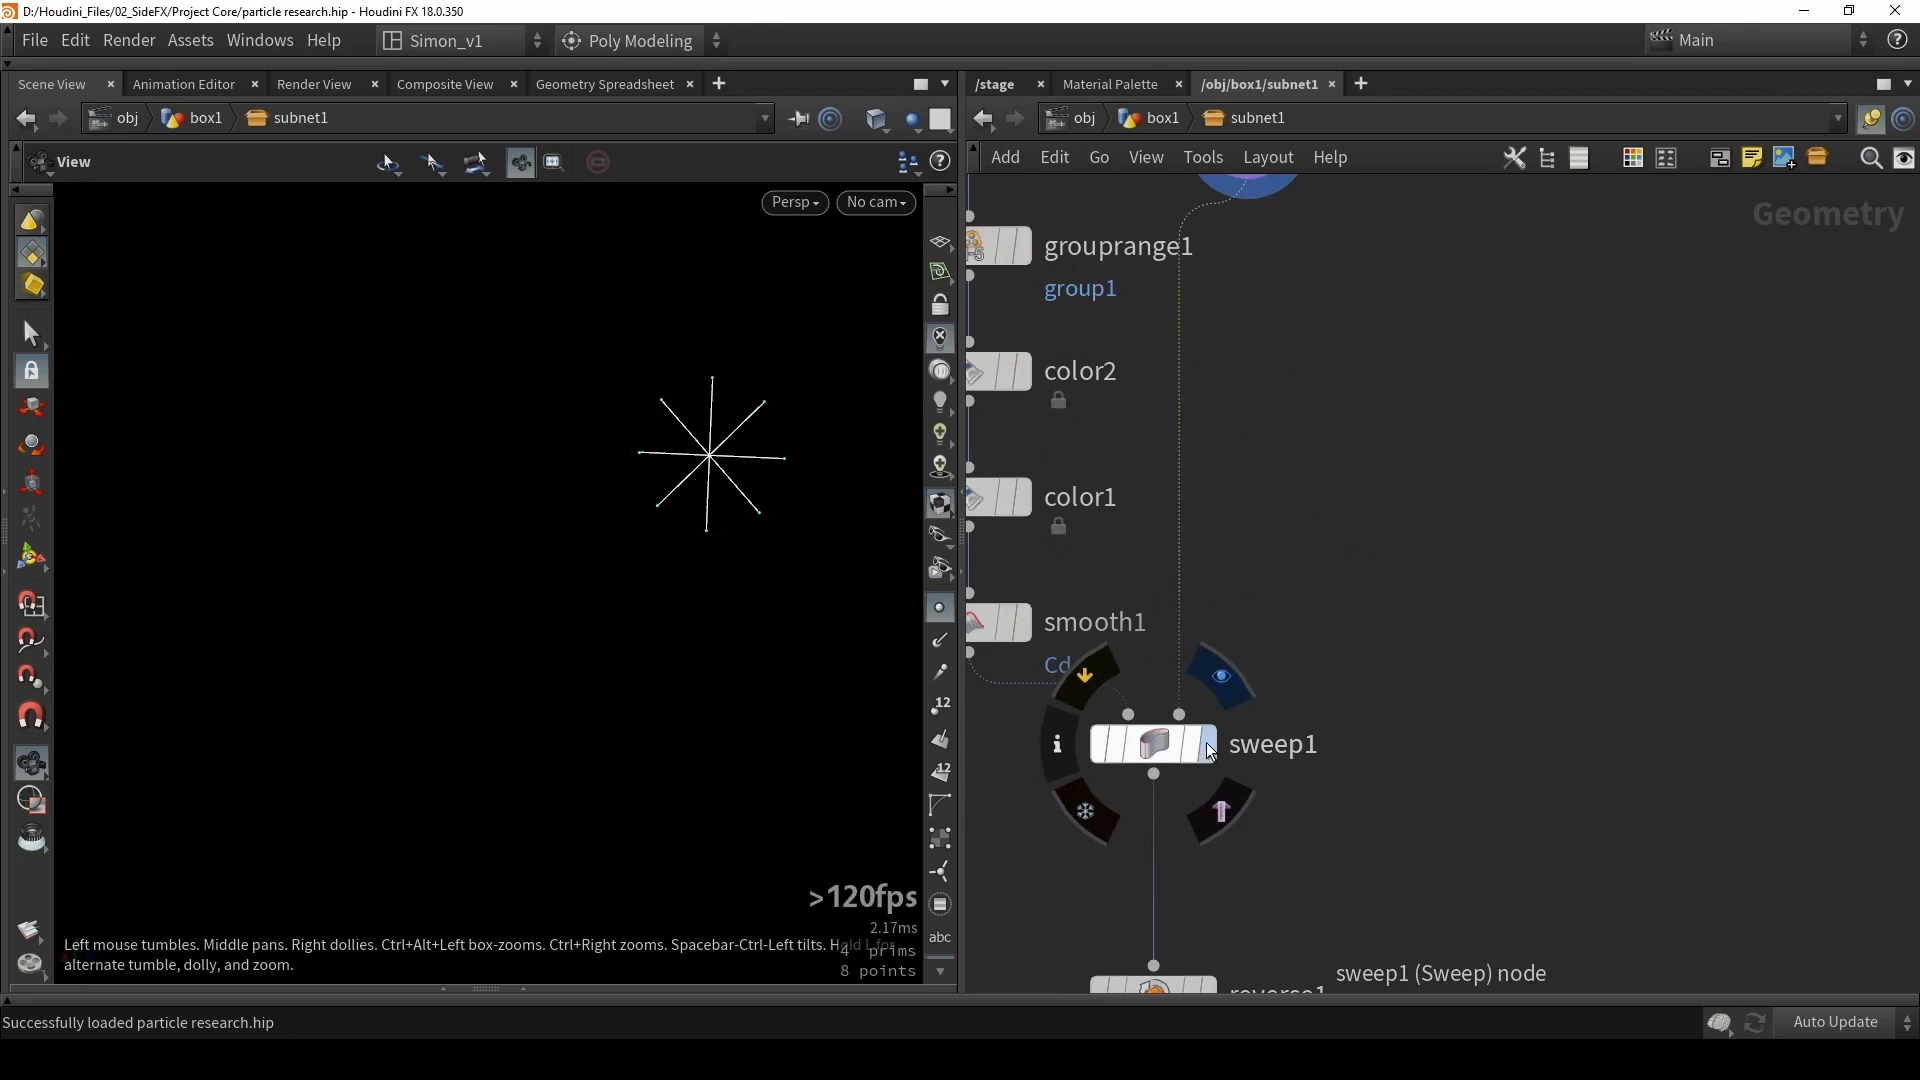 D:/Houdini_Files/02_SideFX/Project Core/particle research.hip - Houdini FX 18.0.350
File Edit Render Assets Windows Help
Simon_v1
Poly Modeling
Main
Scene View
Animation Editor
Render View
Composite View
Geometry Spreadsheet
/stage
Material Palette
/obj/box1/subnet1
obj
box1
subnet1
obj
box1
subnet1
View
Add Edit Go View Tools Layout Help
Persp
No cam
Geometry
grouprange1
group1
color2
color1
smooth1
Cd
sweep1
12
12
abc
>120fps
2.17ms
4 prims
8 points
Left mouse tumbles. Middle pans. Right dollies. Ctrl+Alt+Left box-zooms. Ctrl+Right zooms. Spacebar-Ctrl-Left tilts. Hold L for
alternate tumble, dolly, and zoom.
sweep1 (Sweep) node
reverse1
Successfully loaded particle research.hip
Auto Update